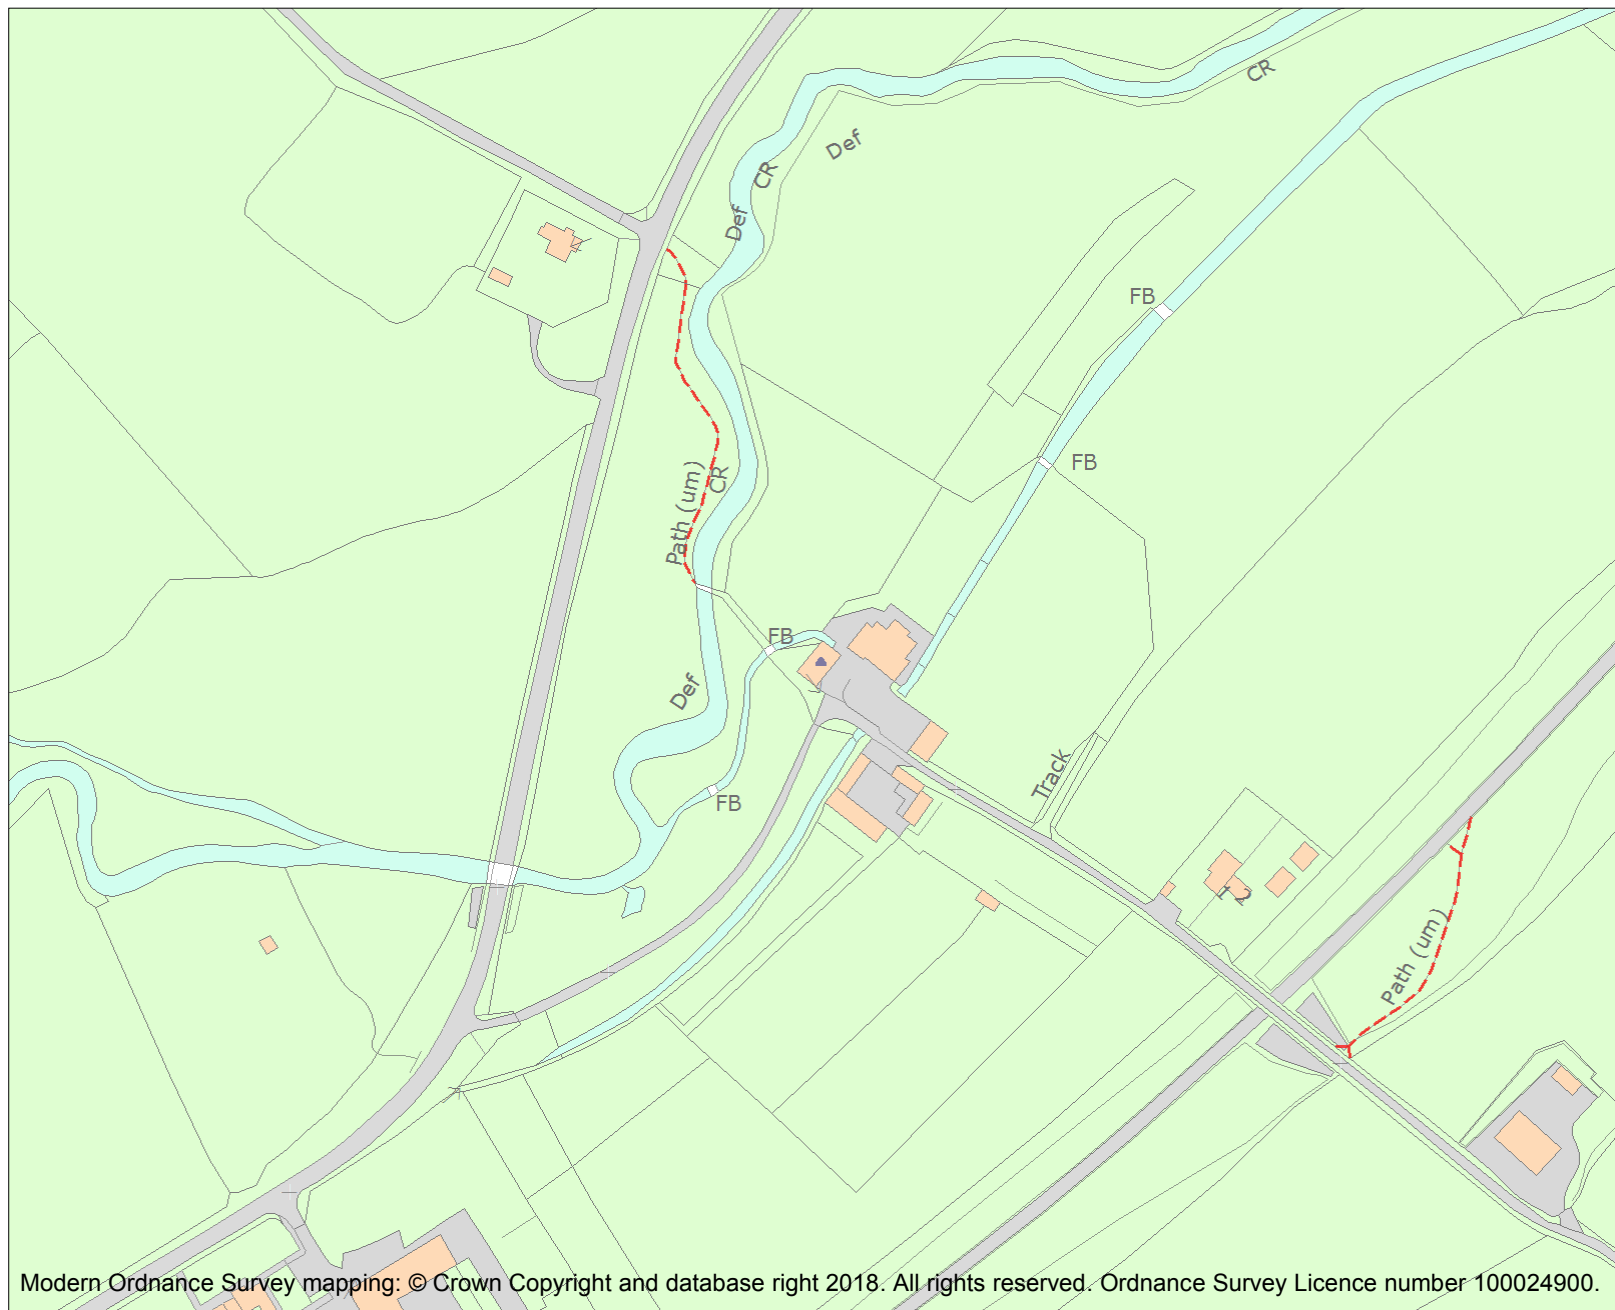 CR
Def
CR
Def
FB
FB
Path (um)
CR
FB
Def
Track
FB
Path (um)
Modern Ordnance Survey mapping: © Crown Copyright and database right 2018. All rights reserved. Ordnance Survey Licence number 100024900.